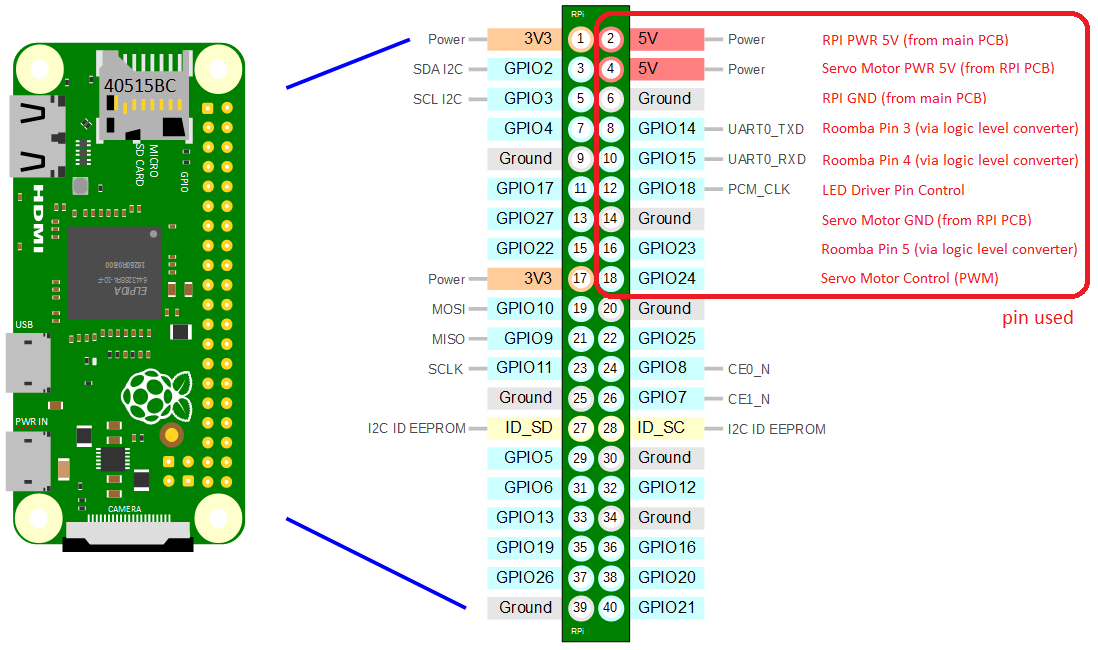 RPi
Power 3V3 1 2 5V Power RPI PWR 5V (from main PCB)
SDA I2C GPIO2 3 4 5V Power Servo Motor PWR 5V (from RPI PCB)
SCL I2C GPIO3 5 6 Ground RPI GND (from main PCB)
GPIO4 7 8 GPIO14 UART0_TXD Roomba Pin 3 (via logic level converter)
Ground 9 10 GPIO15 UART0_RXD Roomba Pin 4 (via logic level converter)
GPIO17 11 12 GPIO18 PCM_CLK LED Driver Pin Control
GPIO27 13 14 Ground Servo Motor GND (from RPI PCB)
GPIO22 15 16 GPIO23 Roomba Pin 5 (via logic level converter)
Power 3V3 17 18 GPIO24 Servo Motor Control (PWM)
pin used
MOSI GPIO10 19 20 Ground
MISO GPIO9 21 22 GPIO25
SCLK GPIO11 23 24 GPIO8 CE0_N
Ground 25 26 GPIO7 CE1_N
I2C ID EEPROM ID_SD 27 28 ID_SC I2C ID EEPROM
GPIO5 29 30 Ground
GPIO6 31 32 GPIO12
GPIO13 33 34 Ground
GPIO19 35 36 GPIO16
GPIO26 37 38 GPIO20
Ground 39 40 GPIO21
RPi
40515BC
MICRO
SD CARD
GPIO
HDMI
ELPIDA
USB
PWR IN
CAMERA